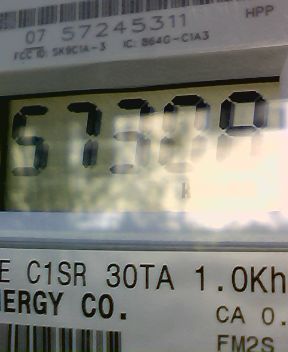 HPP
07 57245311
FCC ID: SK9C1A-3 IC: 864G-C1A3
57308
k
E C1SR 30TA 1.0Kh
ERGY CO.
CA 0.
FM2S